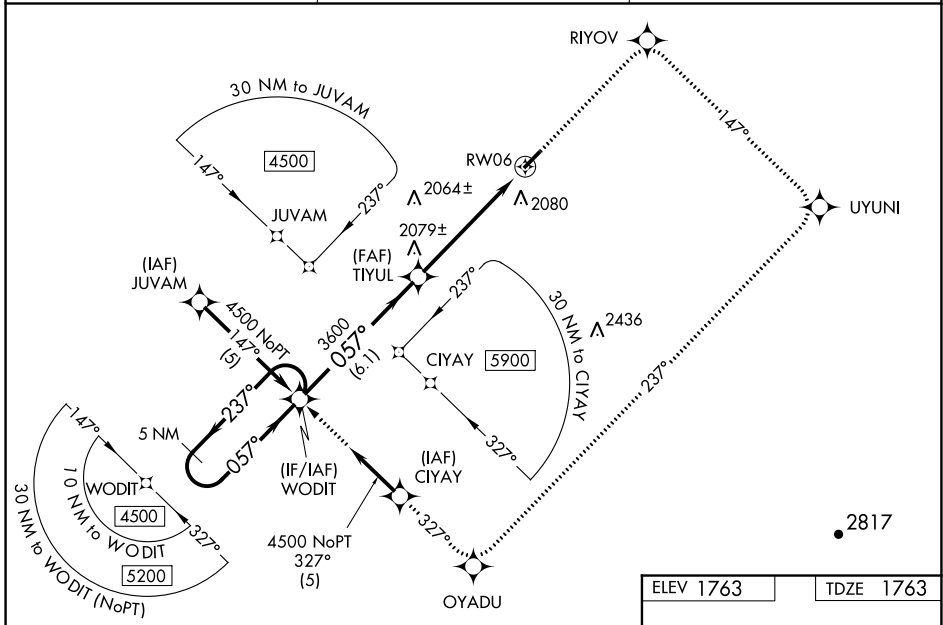 RIYOV
30 NM to JUVAM
4500
147°
147°
237°
JUVAM
RW06
2064±
2080
2079±
UYUNI
(FAF)
TIYUL
(IAF)
JUVAM
4500 NoPT
147°
(5)
3600
057°
(6.1)
237°
30 NM to CIYAY
2436
CIYAY
5900
237°
327°
237°
057°
5 NM
(IF/IAF)
WODIT
(IAF)
CIYAY
147°
WODIT
4500
10 NM to WODIT
327°
5200
30 NM to WODIT (NoPT)
4500 NoPT
327°
(5)
327°
OYADU
2817
ELEV 1763
TDZE 1763